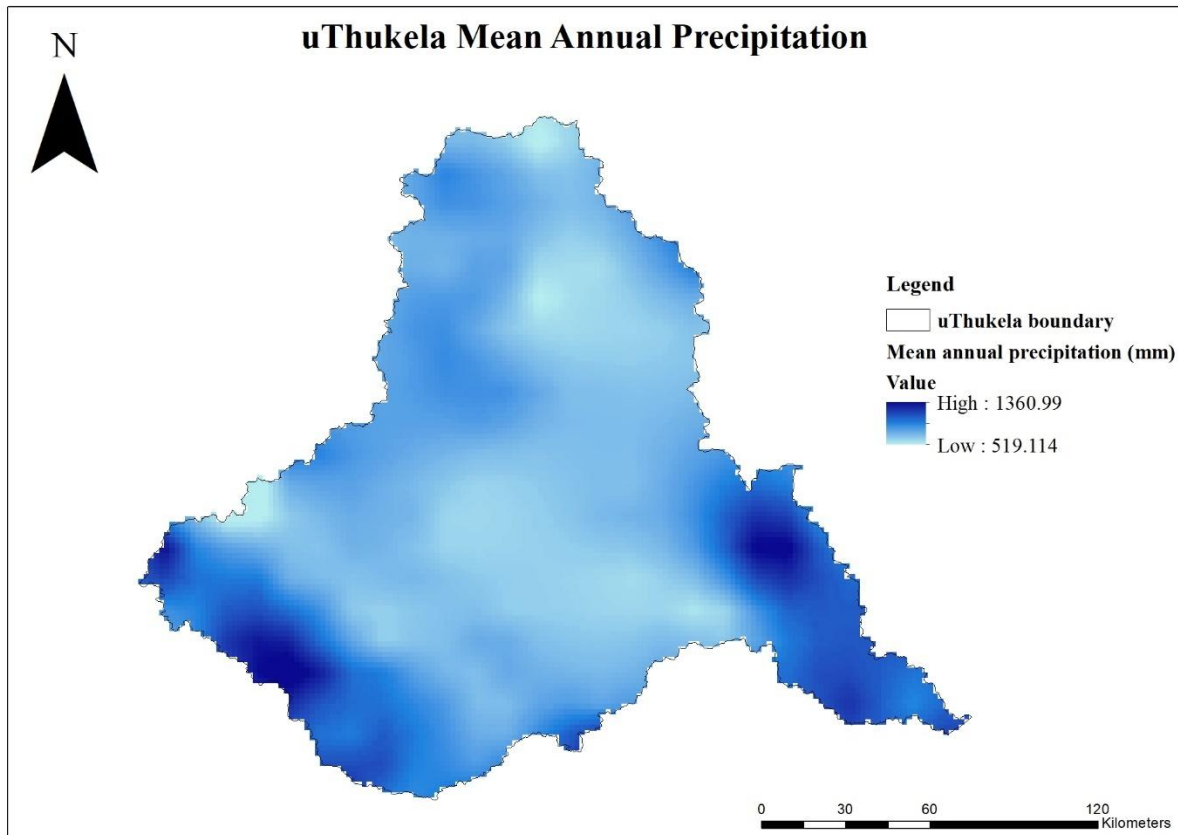 uThukela Mean Annual Precipitation
N
Legend
uThukela boundary
Mean annual precipitation (mm)
Value
High : 1360.99
Low : 519.114
0 30 60 120
Kilometers